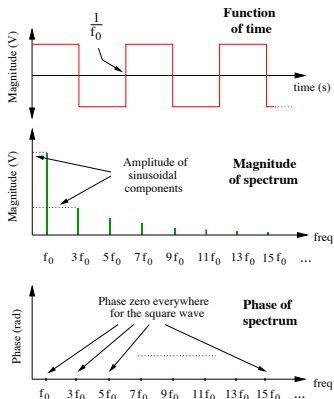 1
f0
Function
of time
Magnitude (V)
time (s)
Magnitude (V)
Amplitude of
sinusoidal
components
Magnitude
of spectrum
freq
f0 3 f0 5 f0 7 f0 9 f0 11 f0 13 f0 15 f0 ...
Phase (rad)
Phase zero everywhere
for the square wave
Phase of
spectrum
freq
f0 3 f0 5 f0 7 f0 9 f0 11 f0 13 f0 15 f0 ...